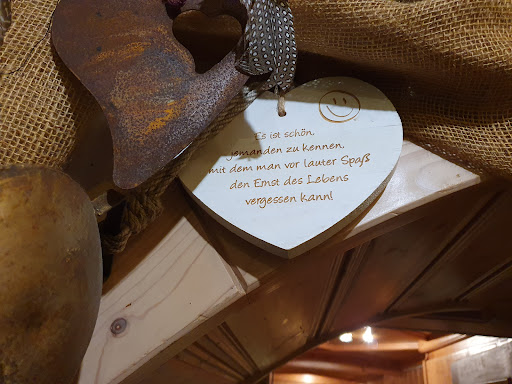 Es ist schön,
jemanden zu kennen,
mit dem man vor lauter Spaß
den Ernst des Lebens
vergessen kann!